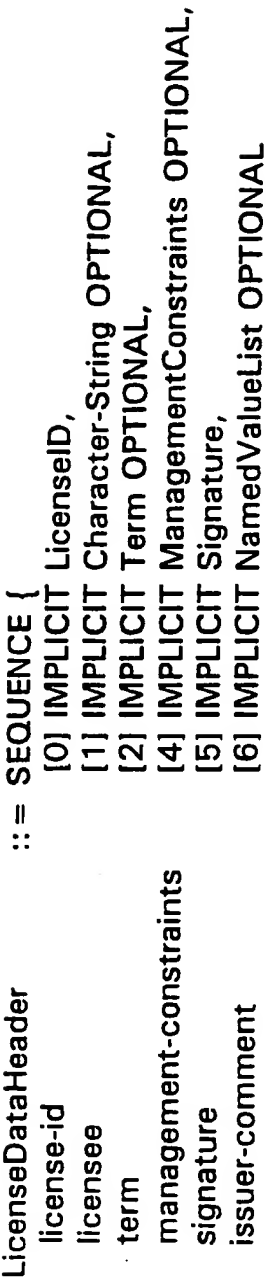 LicenseDataHeader ::= SEQUENCE {
license-id [0] IMPLICIT LicenseID,
licensee [1] IMPLICIT Character-String OPTIONAL,
term [2] IMPLICIT Term OPTIONAL,
management-constraints [4] IMPLICIT ManagementConstraints OPTIONAL,
signature [5] IMPLICIT Signature,
issuer-comment [6] IMPLICIT NamedValueList OPTIONAL